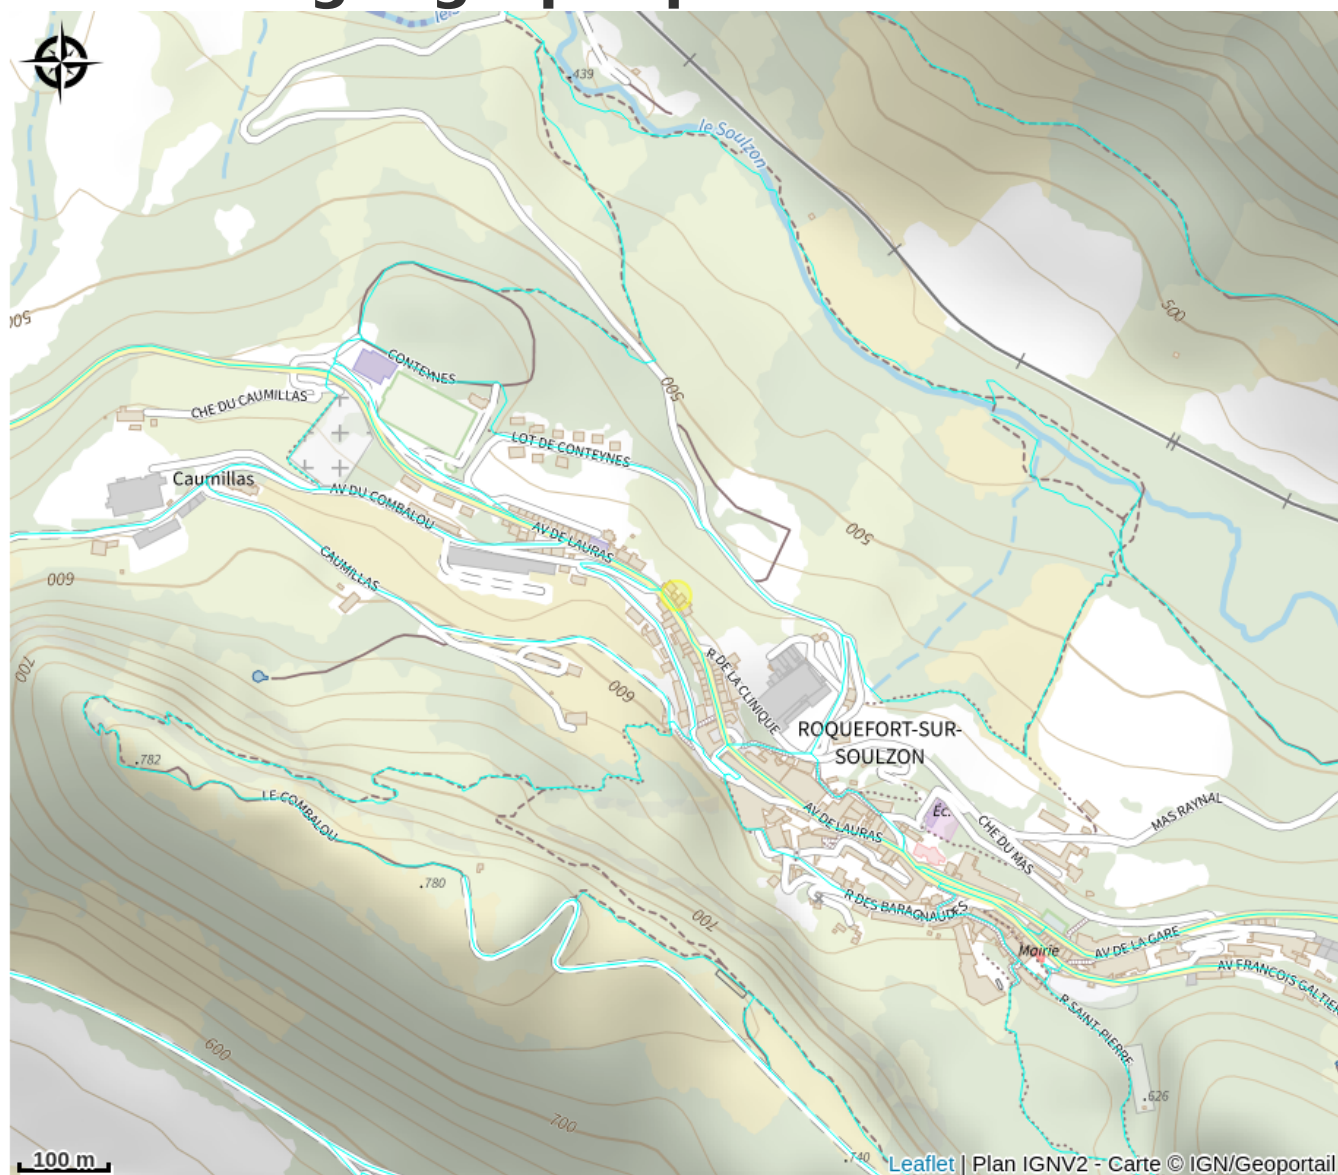 439
le Soulzon
500
500
500
CONTEYNES
CHE DU CAUMILLAS
500
LOT DE CONTEYNES
Caumillas
AV DU COMBALOU
AV DE LAURAS
500
CAUMILLAS
600
700
600
R DE LA CLINIQUE
ROQUEFORT-SUR-
SOULZON
782
LE COMBALOU
AV DE LAURAS
Éc.
CHE DU MAS
MAS RAYNAL
780
R DES BARAGNAUDES
700
Mairie
AV DE LA GARE
AV FRANCOIS GALTIER
R SAINT-PIERRE
600
626
700
740
100 m
Leaflet | Plan IGNV2 - Carte © IGN/Geoportail